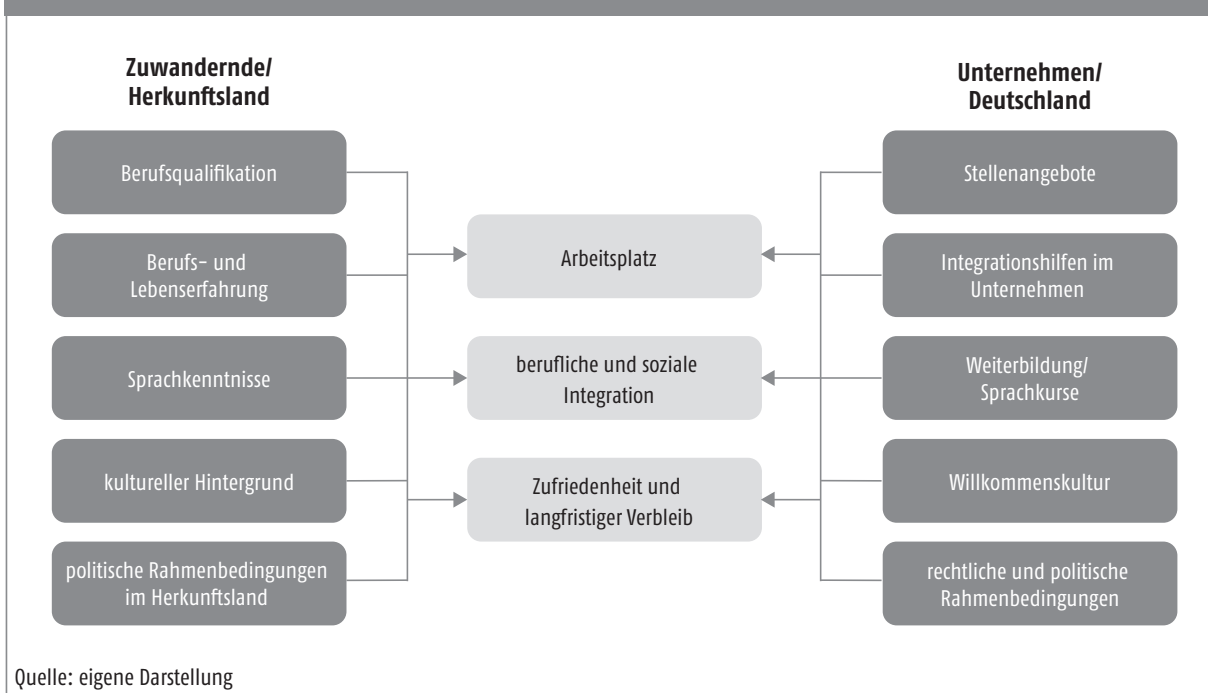 Zuwandernde/
Herkunftsland
Unternehmen/
Deutschland
Berufsqualifikation
Stellenangebote
Arbeitsplatz
Berufs- und
Lebenserfahrung
Integrationshilfen im
Unternehmen
Sprachkenntnisse
berufliche und soziale
Integration
Weiterbildung/
Sprachkurse
kultureller Hintergrund
Zufriedenheit und
langfristiger Verbleib
Willkommenskultur
politische Rahmenbedingungen
im Herkunftsland
rechtliche und politische
Rahmenbedingungen
Quelle: eigene Darstellung